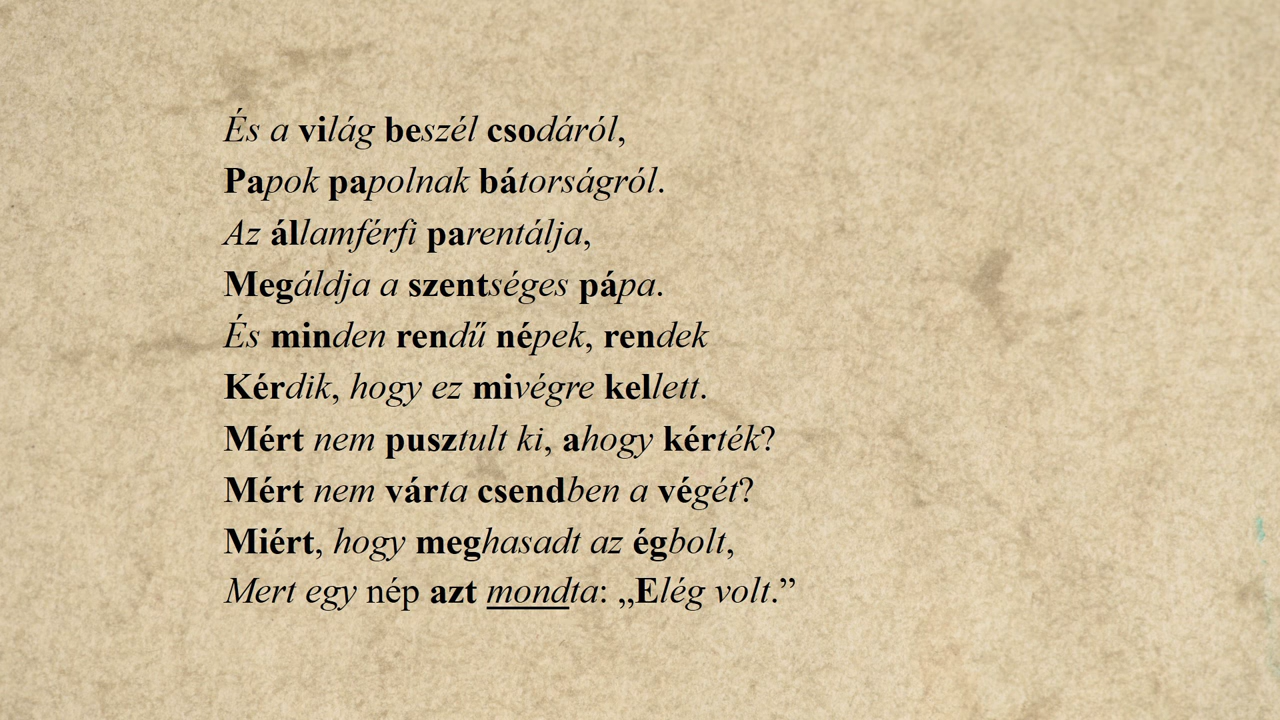 És a világ beszél csodáról,
Papok papolnak bátorságról.
Az államférfi parentálja,
Megáldja a szentséges pápa.
És minden rendű népek, rendek
Kérdik, hogy ez mivégre kellett.
Mért nem pusztult ki, ahogy kérték?
Mért nem várta csendben a végét?
Miért, hogy meghasadt az égbolt,
Mert egy nép azt mondta: „Elég volt.”